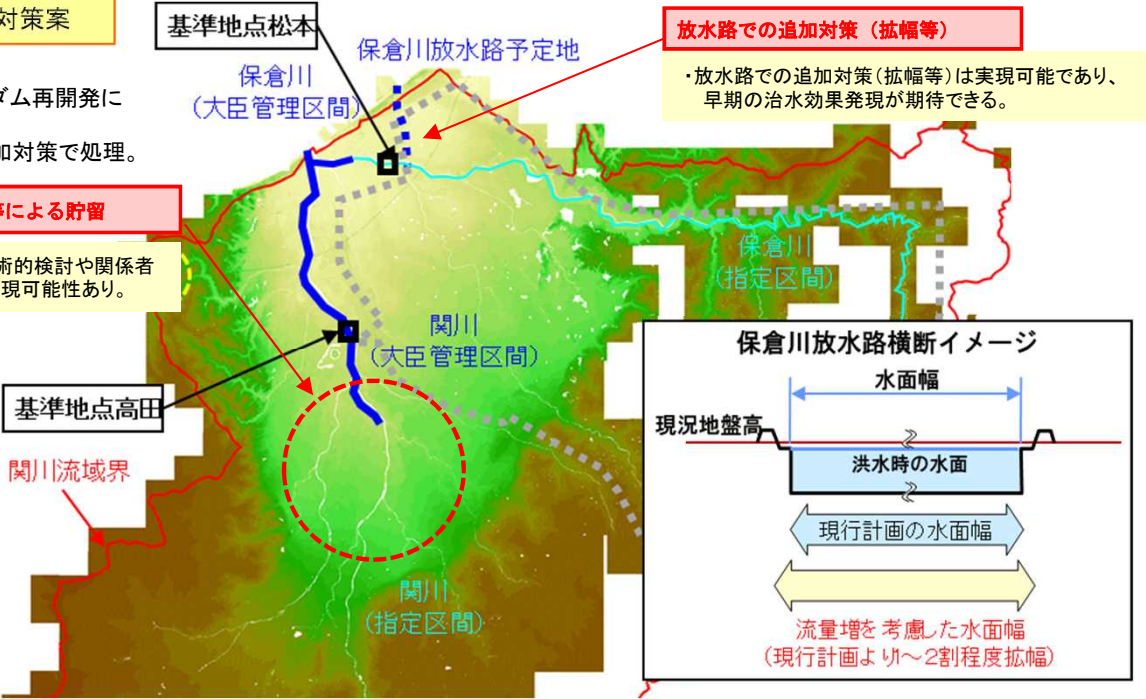 対策案
ダム再開発に
加対策で処理。
等による貯留
術的検討や関係者
現可能性あり。
基準地点松本
保倉川放水路予定地
保倉川
(大臣管理区間)
放水路での追加対策（拡幅等）
・放水路での追加対策(拡幅等)は実現可能であり、
早期の治水効果発現が期待できる。
保倉川
(指定区間)
関川
(大臣管理区間)
基準地点高田
関川流域界
関川
(指定区間)
保倉川放水路横断イメージ
水面幅
現況地盤高
洪水時の水面
現行計画の水面幅
流量増を考慮した水面幅
(現行計画より～2割程度拡幅)